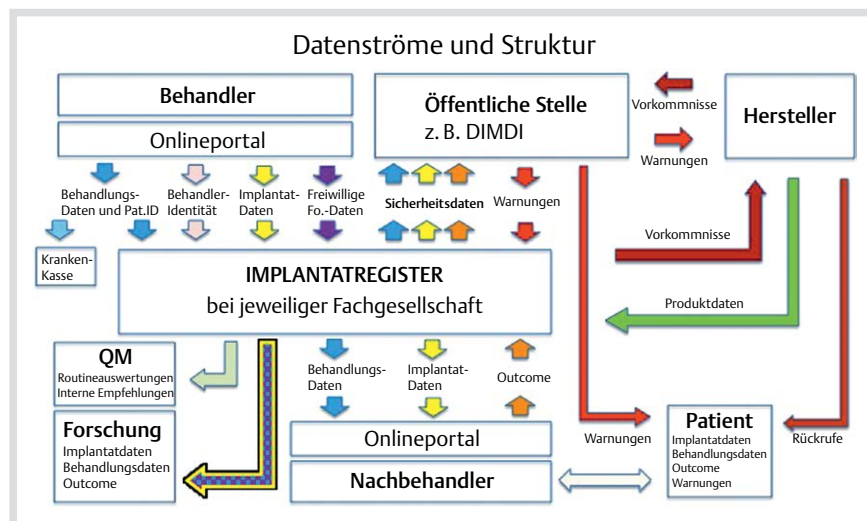 Datenströme und Struktur
Behandler
Onlineportal
Öffentliche Stelle
z. B. DIMDI
Vorkommnisse
Warnungen
Hersteller
Behandlungs-
Daten und Pat.ID
Behandler-
Identität
Implantat-
Daten
Freiwillige
Fo.-Daten
Sicherheitsdaten
Warnungen
Vorkommnisse
Kranken-
Kasse
IMPLANTATREGISTER
bei jeweiliger Fachgesellschaft
Produktdaten
QM
Routineauswertungen
Interne Empfehlungen
Behandlungs-
Daten
Implantat-
Daten
Outcome
Forschung
Implantatdaten
Behandlungsdaten
Outcome
Onlineportal
Nachbehandler
Warnungen
Patient
Implantatdaten
Behandlungsdaten
Outcome
Warnungen
Rückrufe